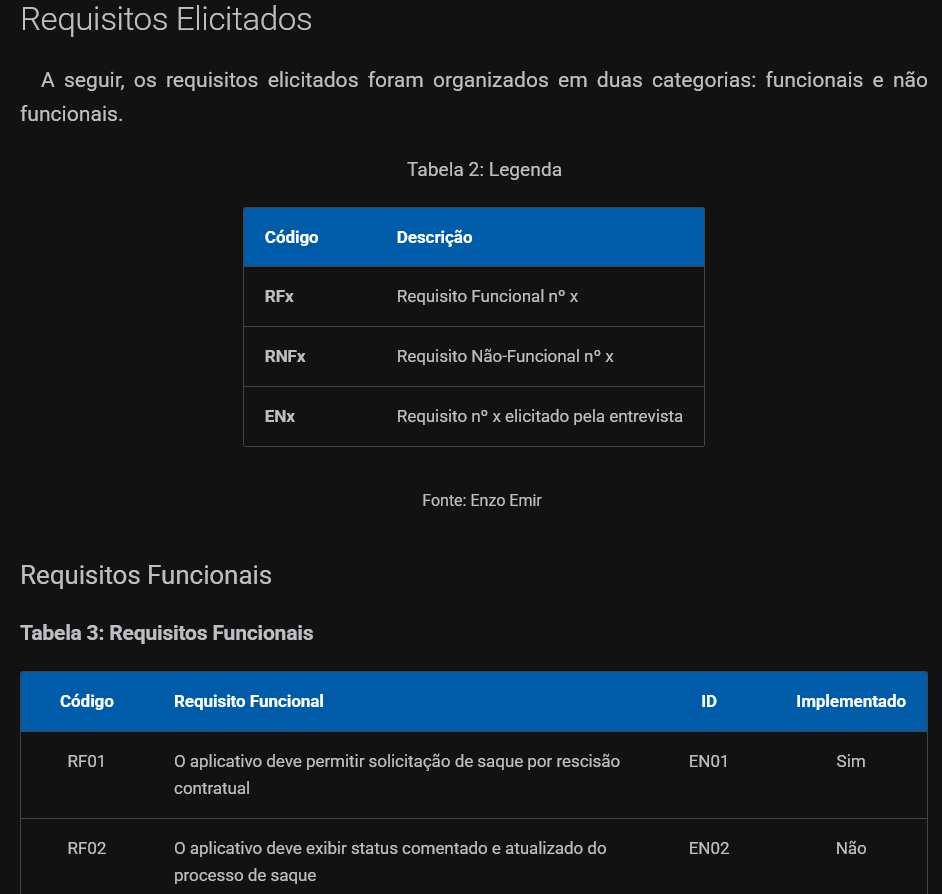 Requisitos Elicitados
A seguir, os requisitos elicitados foram organizados em duas categorias: funcionais e não
funcionais.
Tabela 2: Legenda
Código Descrição
RFx Requisito Funcional nº x
RNFx Requisito Não-Funcional nº x
ENx Requisito nº x elicitado pela entrevista
Fonte: Enzo Emir
Requisitos Funcionais
Tabela 3: Requisitos Funcionais
Código Requisito Funcional ID Implementado
RF01 O aplicativo deve permitir solicitação de saque por rescisão EN01 Sim
contratual
RF02 O aplicativo deve exibir status comentado e atualizado do EN02 Não
processo de saque